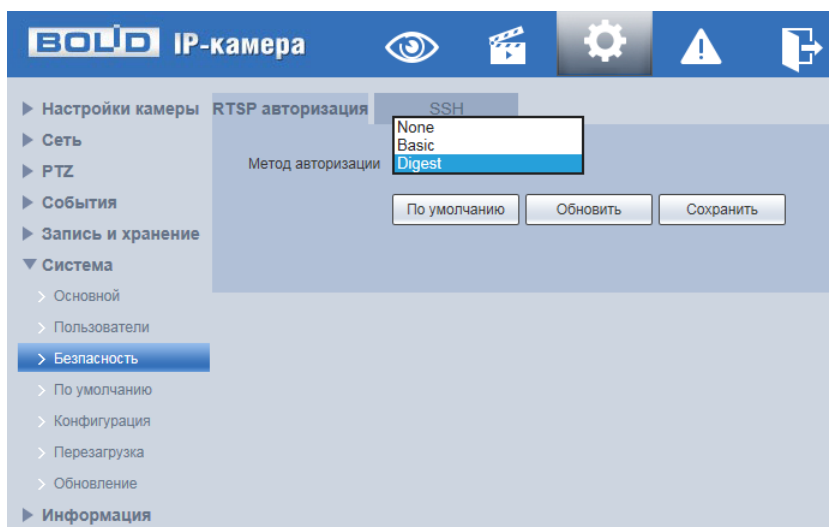 BOLID IP-камера
Настройки камеры
Сеть
PTZ
События
Запись и хранение
Система
Основной
Пользователи
Безпасность
По умолчанию
Конфигурация
Перезагрузка
Обновление
Информация
RTSP авторизация
SSH
Метод авторизации
None
Basic
Digest
По умолчанию
Обновить
Сохранить